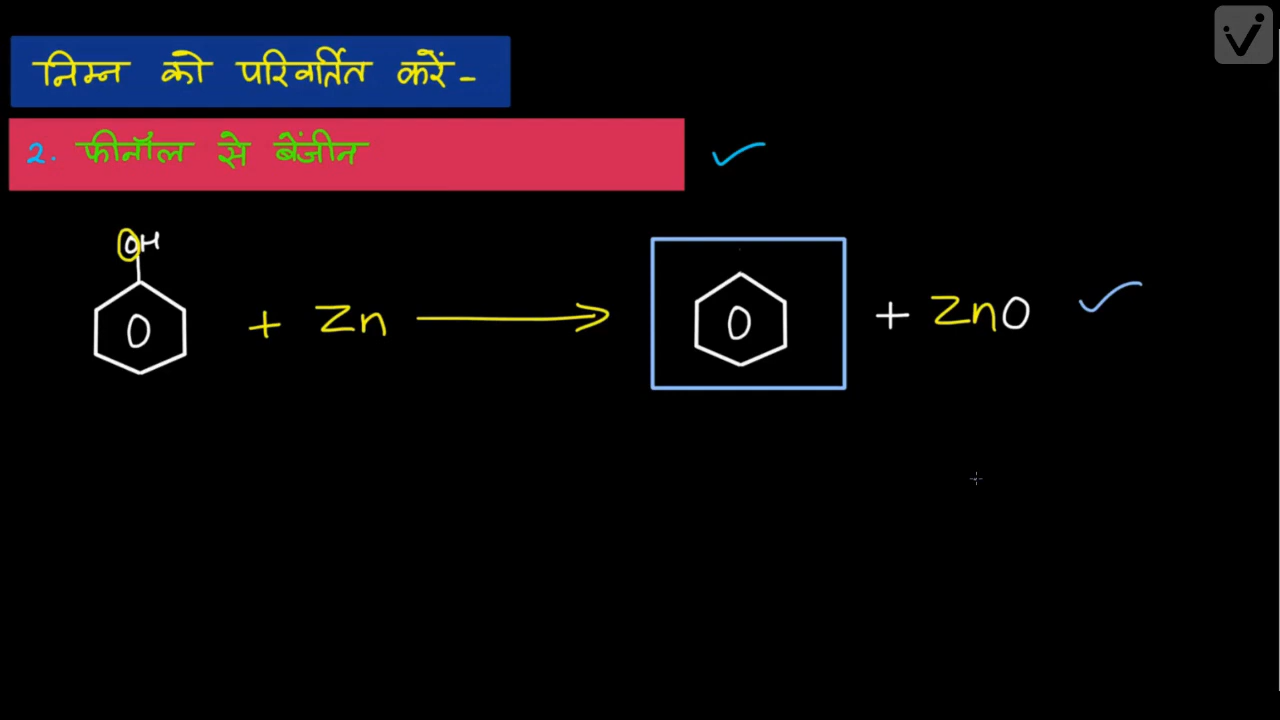 निम्न को परिवर्तित करें-
2. फीनॉल से बेंजीन
OH
+ Zn → + ZnO